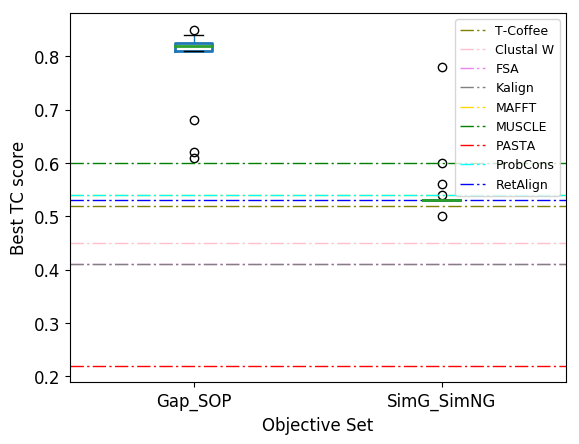 T-Coffee
Clustal W
FSA
Kalign
MAFFT
MUSCLE
PASTA
ProbCons
RetAlign
Best TC score
0.8
0.7
0.6
0.5
0.4
0.3
0.2
Gap_SOP
SimG_SimNG
Objective Set